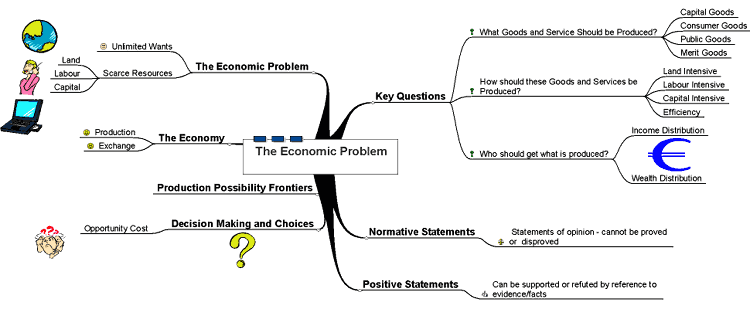 The Economic Problem
The Economic Problem
Unlimited Wants
Scarce Resources
Land
Labour
Capital
The Economy
Production
Exchange
Production Possibility Frontiers
Decision Making and Choices
Opportunity Cost
Key Questions
What Goods and Service Should be Produced?
Capital Goods
Consumer Goods
Public Goods
Merit Goods
How should these Goods and Services be
Produced?
Land Intensive
Labour Intensive
Capital Intensive
Efficiency
Who should get what is produced?
Income Distribution
Wealth Distribution
Normative Statements
Statements of opinion - cannot be proved
or disproved
Positive Statements
Can be supported or refuted by reference to
evidence/facts